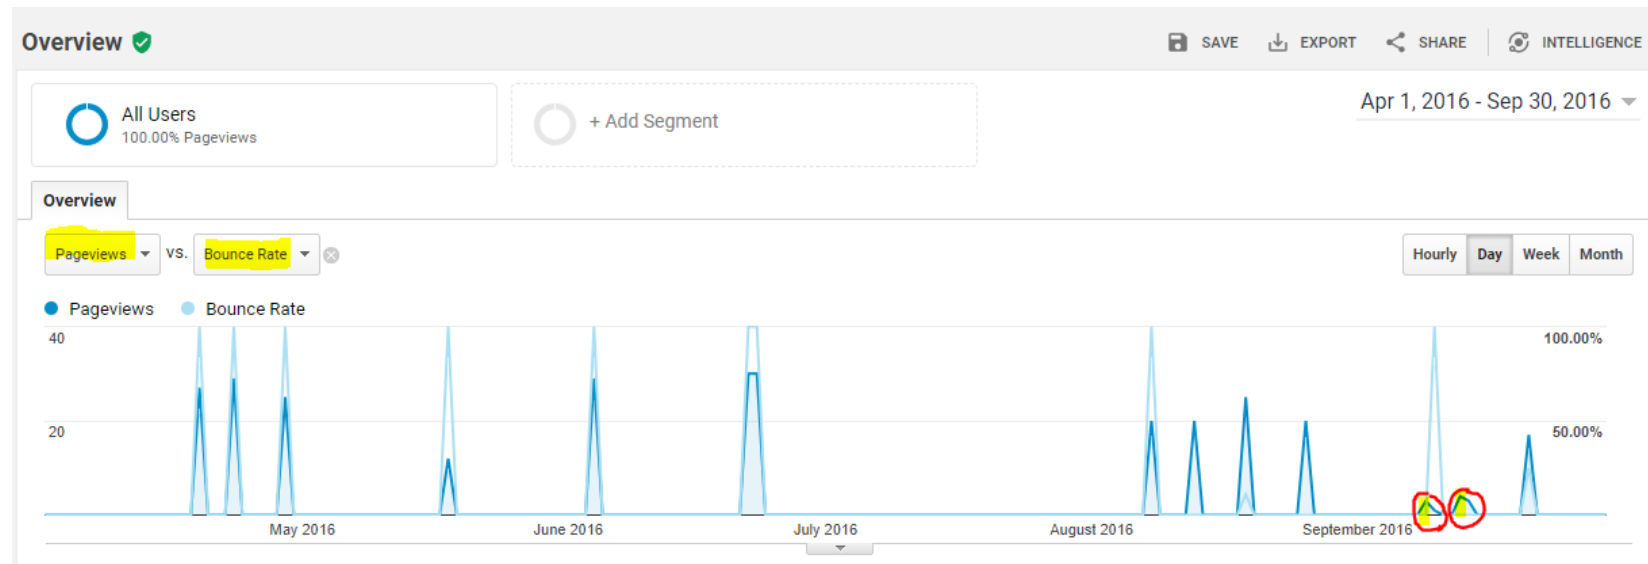 Overview
SAVE EXPORT SHARE INTELLIGENCE
All Users
100.00% Pageviews
+ Add Segment
Apr 1, 2016 - Sep 30, 2016
Overview
Pageviews VS. Bounce Rate
Hourly Day Week Month
Pageviews Bounce Rate
40 100.00%
20 50.00%
May 2016 June 2016 July 2016 August 2016 September 2016